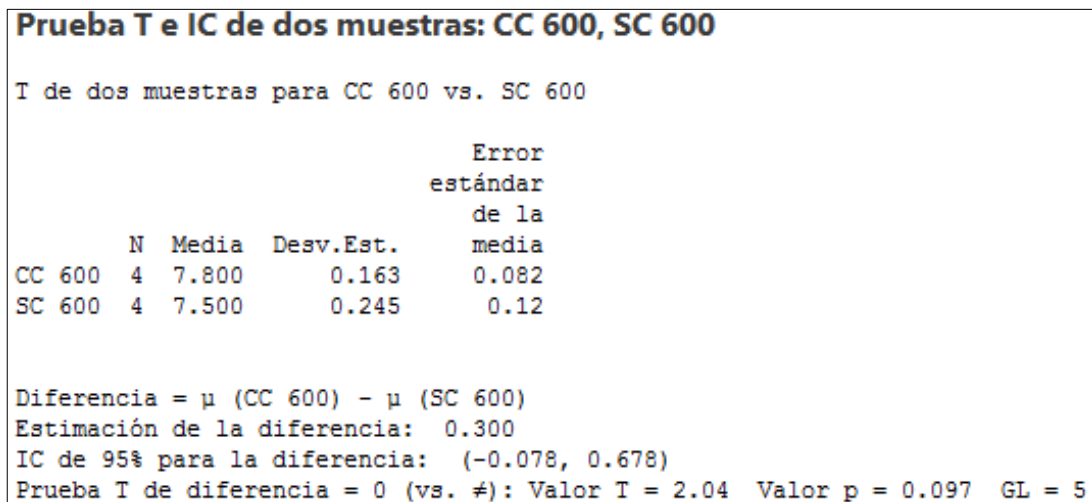 Prueba T e IC de dos muestras: CC 600, SC 600
T de dos muestras para CC 600 vs. SC 600
Error
estándar
de la
N Media Desv.Est. media
CC 600 4 7.800 0.163 0.082
SC 600 4 7.500 0.245 0.12
Diferencia = μ (CC 600) - μ (SC 600)
Estimación de la diferencia: 0.300
IC de 95% para la diferencia: (-0.078, 0.678)
Prueba T de diferencia = 0 (vs. ≠): Valor T = 2.04 Valor p = 0.097 GL = 5